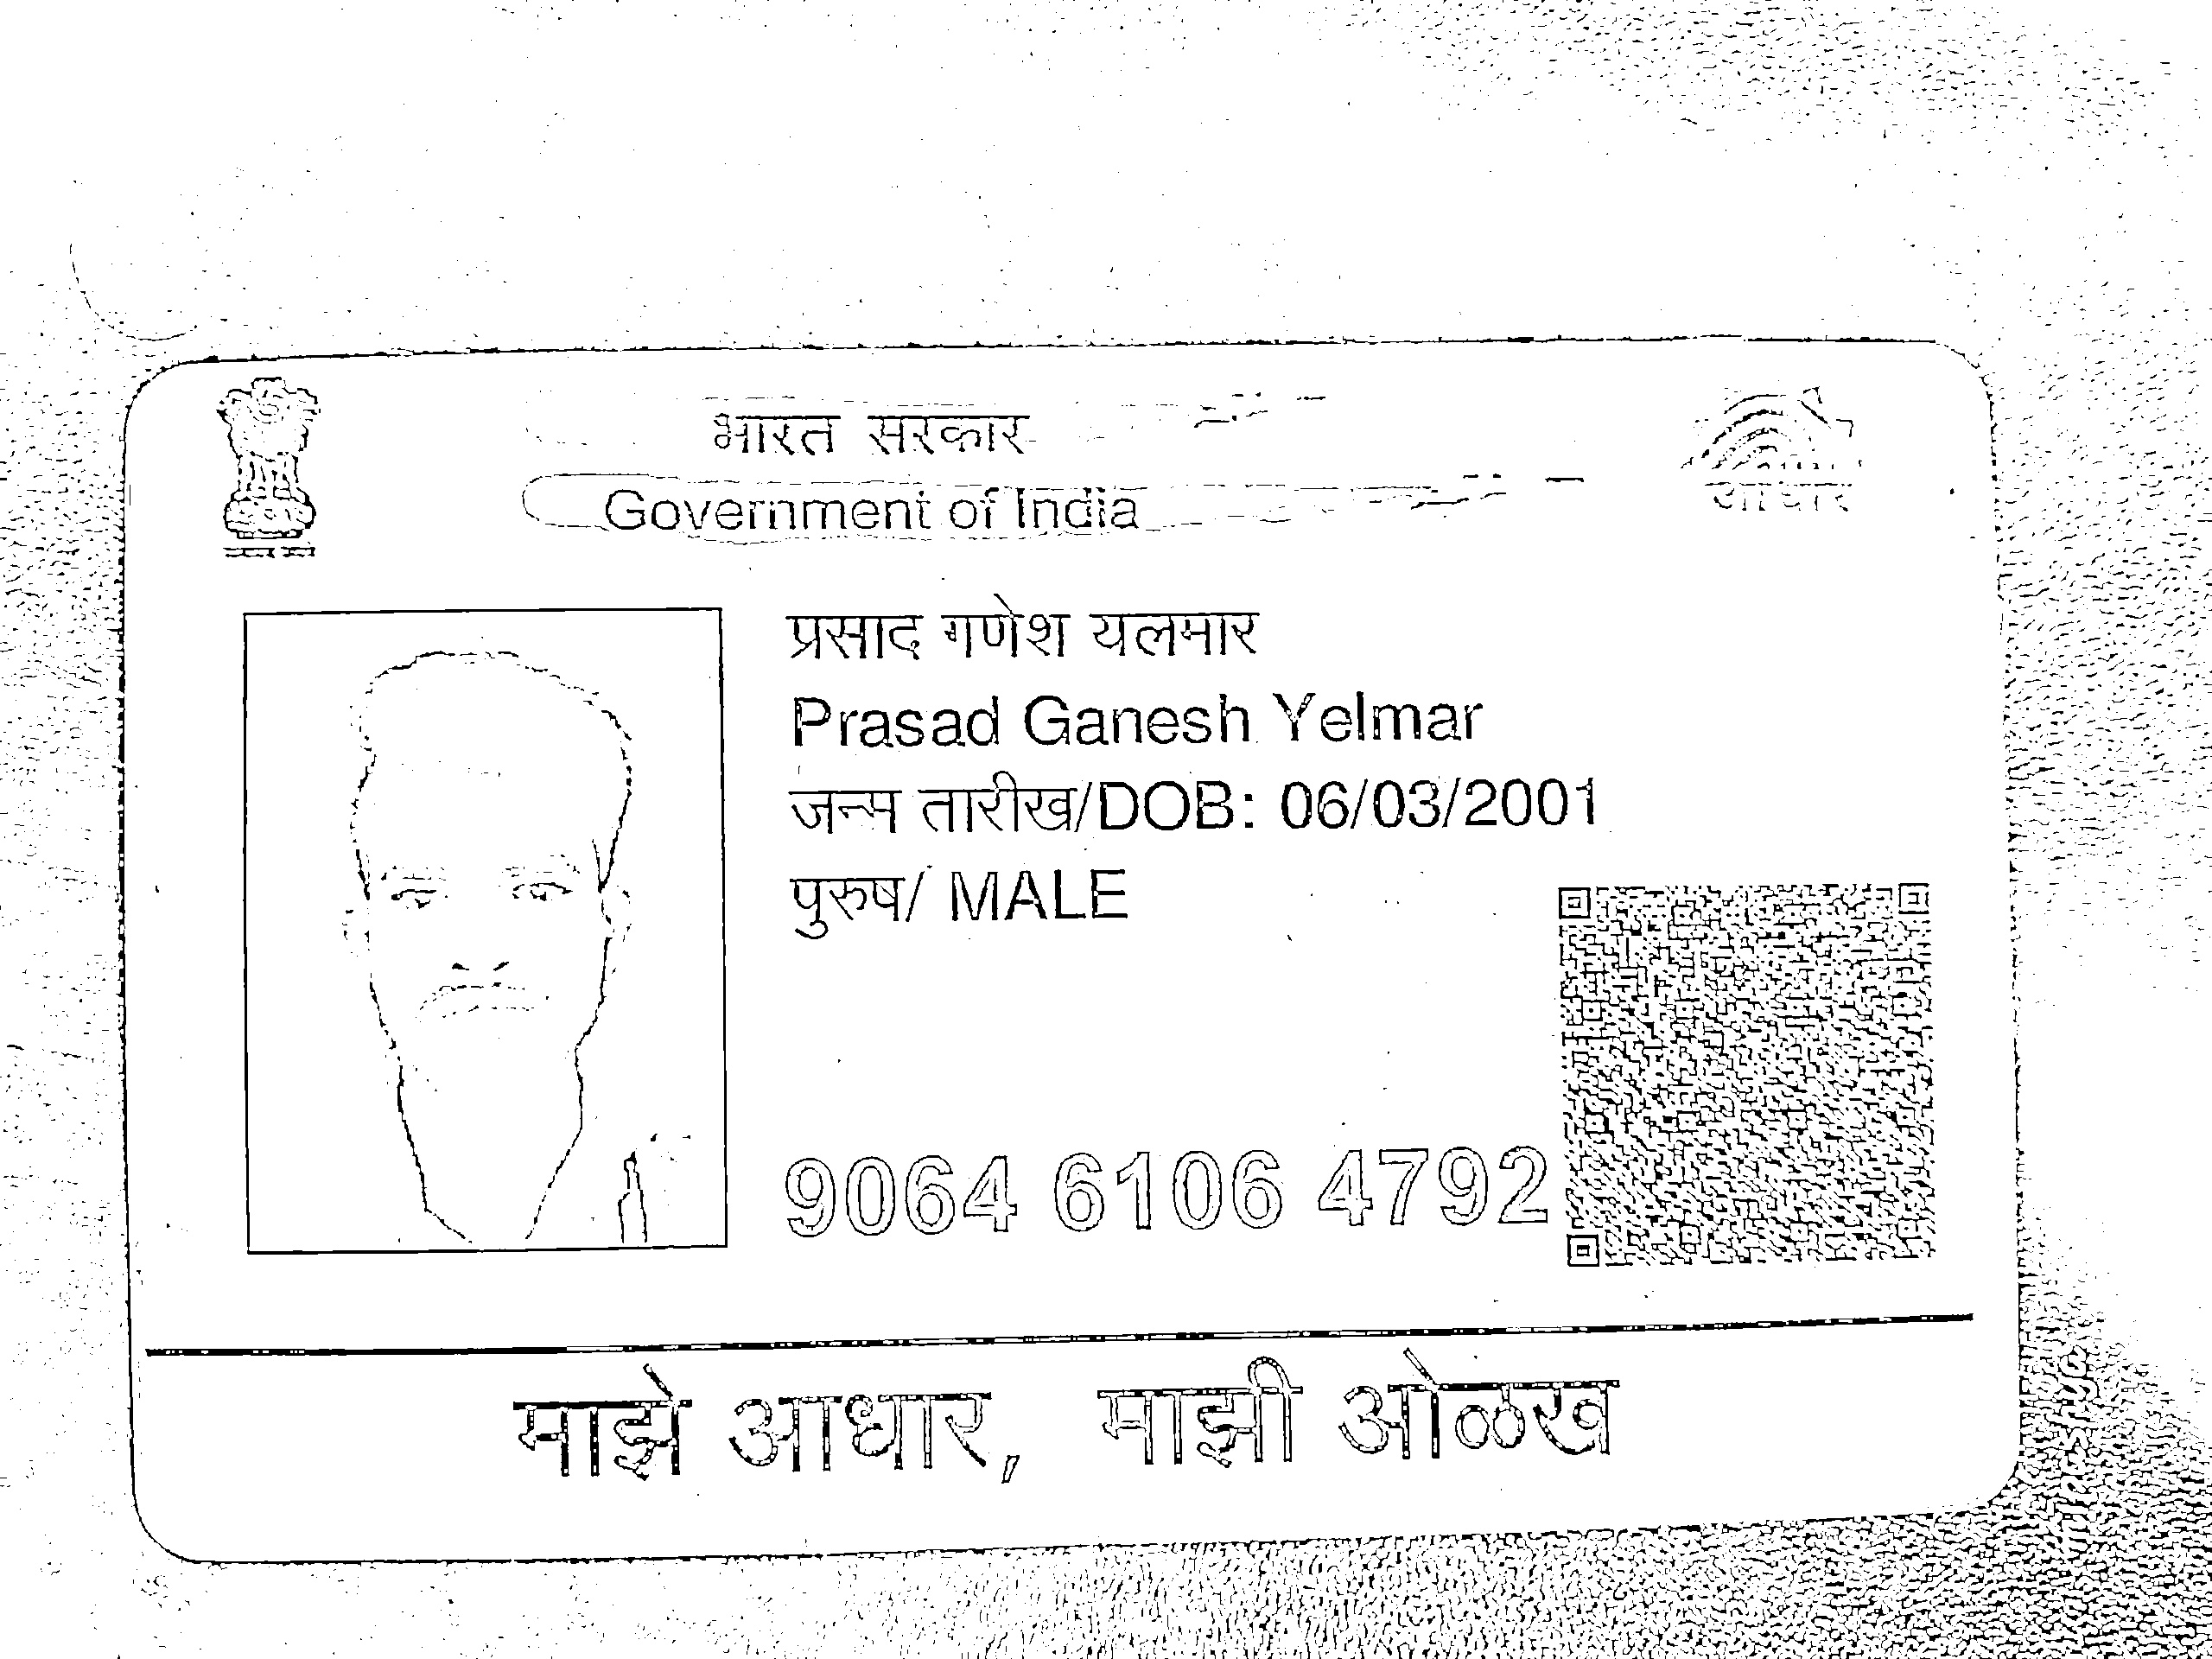 भारत सरकार
Government of India
आधार
प्रसाद गणेश यलमार
Prasad Ganesh Yelmar
जन्म तारीख/DOB: 06/03/2001
पुरुष/ MALE
9064 6106 4792
माझे आधार, माझी ओळख